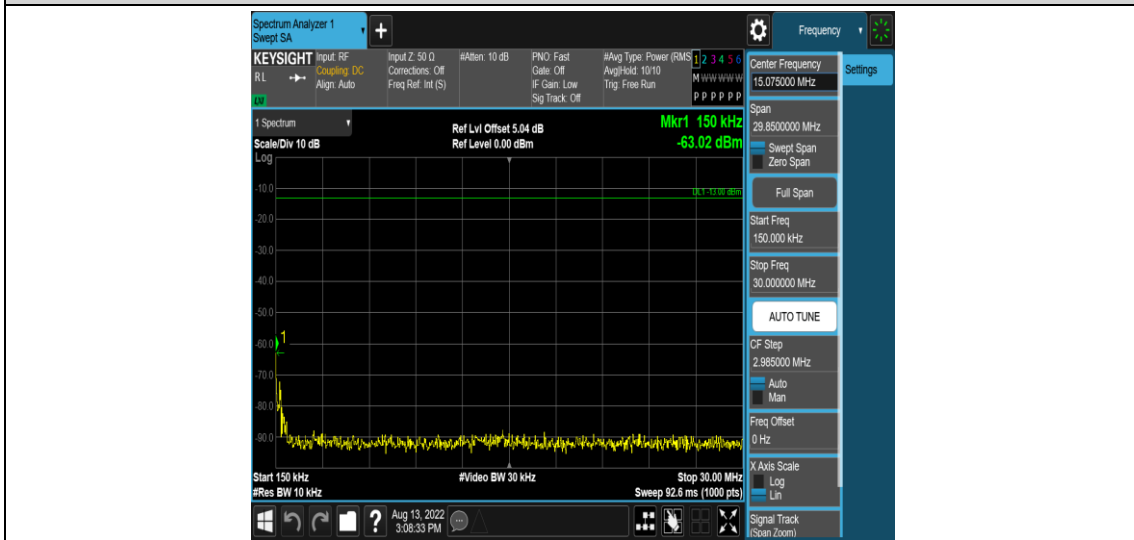 Spectrum Analyzer 1
Swept SA
+
Frequency
KEYSIGHT
RL
LXI
Input: RF
Coupling: DC
Align: Auto
Input Z: 50 Ω
Corrections: Off
Freq Ref: Int (S)
#Atten: 10 dB
PNO: Fast
Gate: Off
IF Gain: Low
Sig Track: Off
#Avg Type: Power (RMS
Avg|Hold: 10/10
Trig: Free Run
1 2 3 4 5 6
M W W W W W
P P P P P P
1 Spectrum
Scale/Div 10 dB
Log
Ref Lvl Offset 5.04 dB
Ref Level 0.00 dBm
Mkr1 150 kHz
-63.02 dBm
DL1 -13.00 dBm
-10.0
-20.0
-30.0
-40.0
-50.0
-60.0
-70.0
-80.0
-90.0
1
Start 150 kHz
#Video BW 30 kHz
Stop 30.00 MHz
#Res BW 10 kHz
Sweep 92.6 ms (1000 pts)
?
Aug 13, 2022
3:08:33 PM
Center Frequency
15.075000 MHz
Settings
Span
29.8500000 MHz
Swept Span
Zero Span
Full Span
Start Freq
150.000 kHz
Stop Freq
30.000000 MHz
AUTO TUNE
CF Step
2.985000 MHz
Auto
Man
Freq Offset
0 Hz
X Axis Scale
Log
Lin
Signal Track
(Span Zoom)